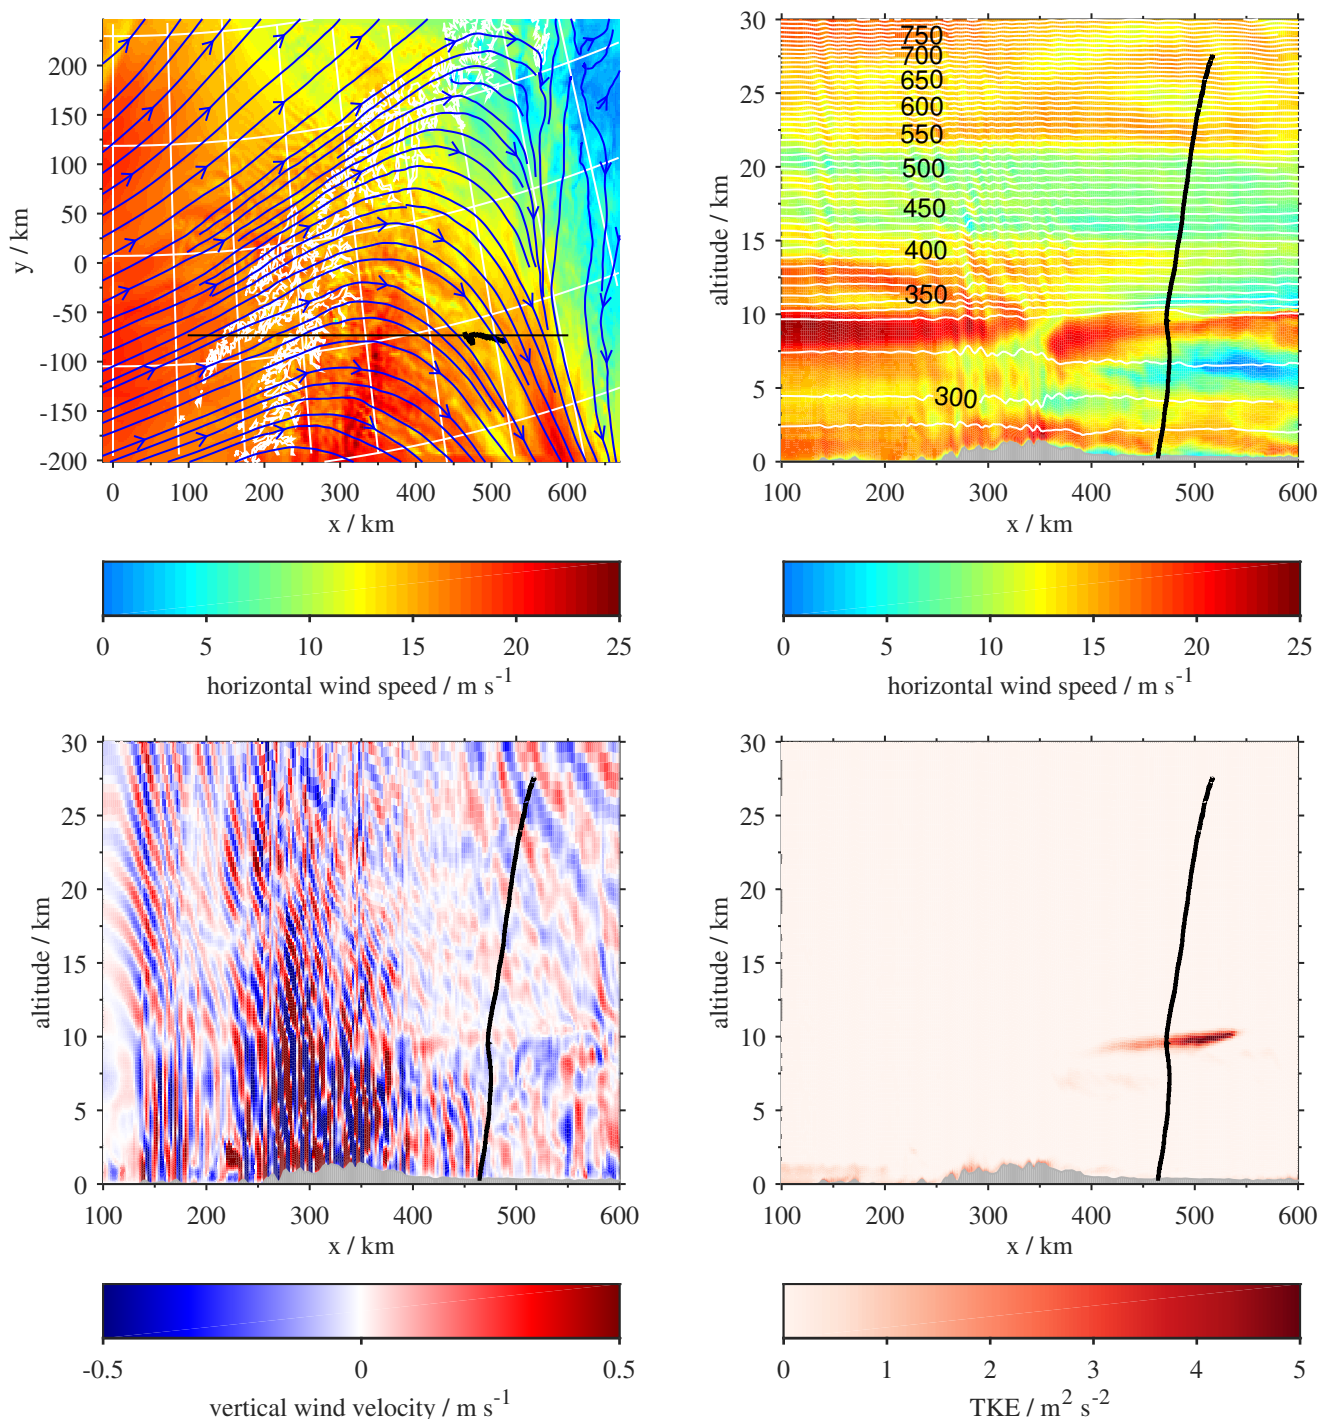 200
150
100
50
0
-50
-100
-150
-200
y / km
0 100 200 300 400 500 600
x / km
0 5 10 15 20 25
horizontal wind speed / m s-1
30
25
20
15
10
5
0
altitude / km
750
700
650
600
550
500
450
400
350
300
100 200 300 400 500 600
x / km
0 5 10 15 20 25
horizontal wind speed / m s-1
30
25
20
15
10
5
0
altitude / km
100 200 300 400 500 600
x / km
-0.5 0 0.5
vertical wind velocity / m s-1
30
25
20
15
10
5
0
altitude / km
100 200 300 400 500 600
x / km
0 1 2 3 4 5
TKE / m2 s-2